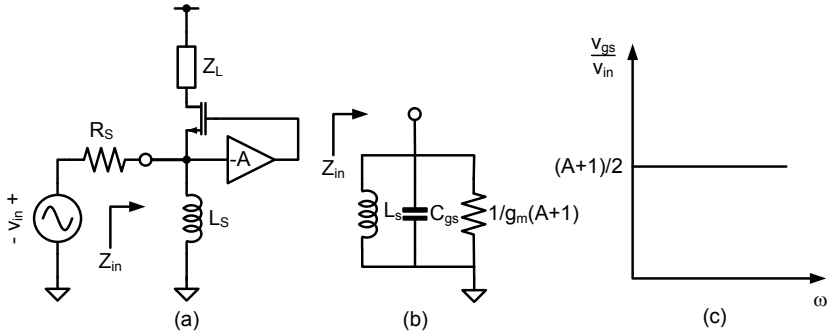 Z_L
R_S
-A
- v_in +
L_S
Z_in
(a)
Z_in
L_s
C_gs
1/g_m(A+1)
(b)
v_gs
v_in
(A+1)/2
ω
(c)